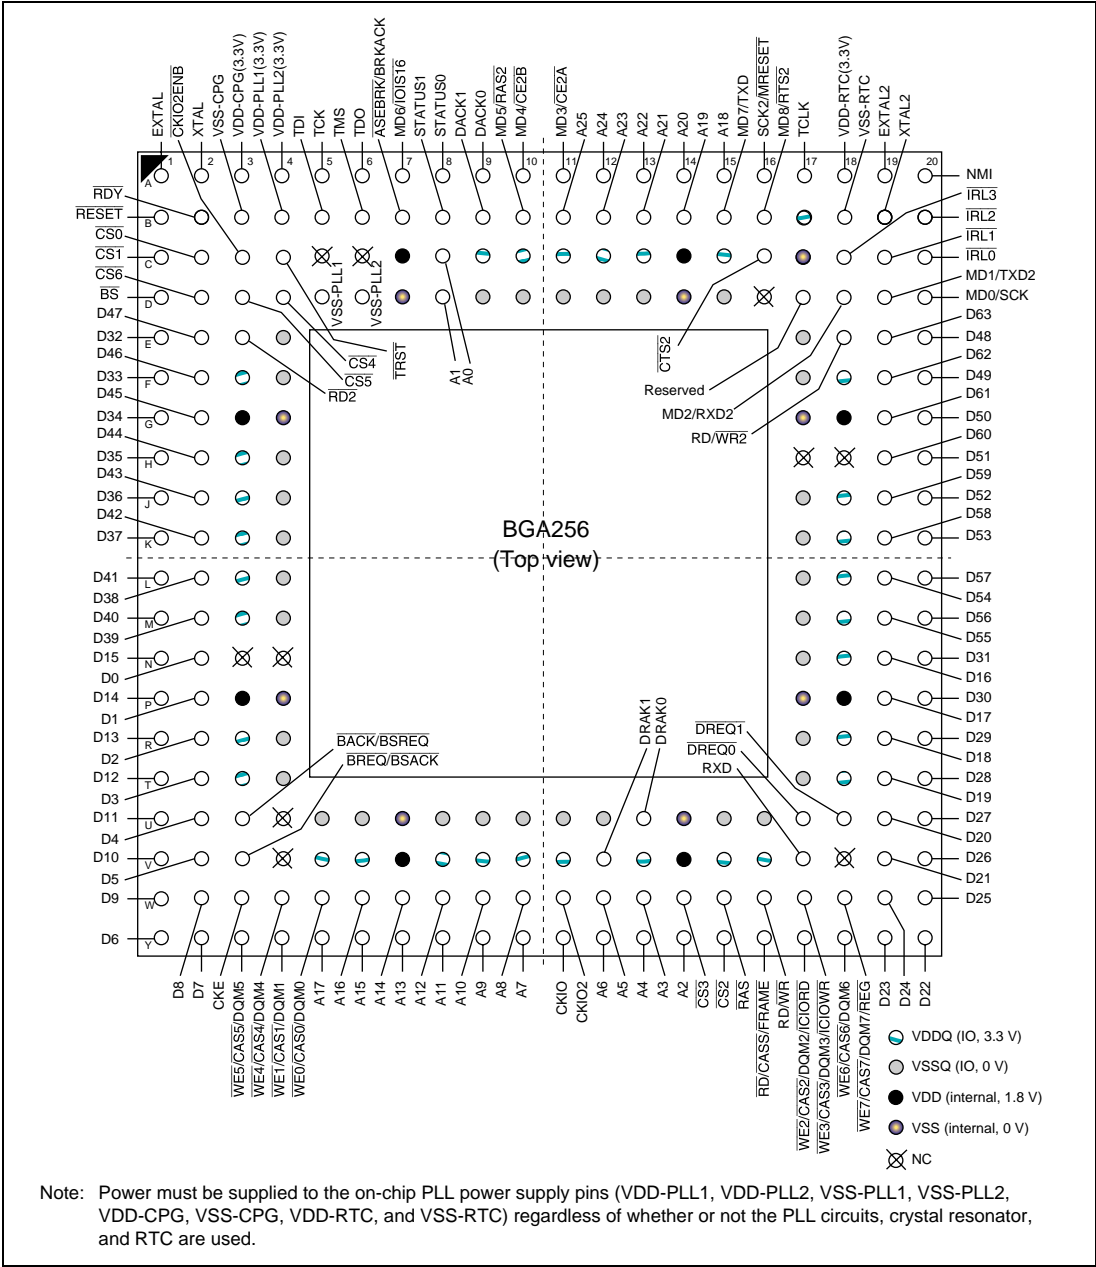 EXTAL
CKIO2ENB
XTAL
VSS-CPG
VDD-CPG(3.3V)
VDD-PLL1(3.3V)
VDD-PLL2(3.3V)
TDI
TCK
TMS
TDO
ASEBRK/BRKACK
MD6/IOIS16
STATUS1
STATUS0
DACK1
DACK0
MD5/RAS2
MD4/CE2B
MD3/CE2A
A25
A24
A23
A22
A21
A20
A19
A18
MD7/TXD
SCK2/MRESET
MD8/RTS2
TCLK
VDD-RTC(3.3V)
VSS-RTC
EXTAL2
XTAL2
1 2 3 4 5 6 7 8 9 10 11 12 13 14 15 16 17 18 19 20
A
B
C
D
E
F
G
H
J
K
L
M
N
P
R
T
U
V
W
Y
RDY
RESET
CS0
CS1
CS6
BS
D47
D32
D46
D33
D45
D34
D44
D35
D43
D36
D42
D37
D41
D38
D40
D39
D15
D0
D14
D1
D13
D2
D12
D3
D11
D4
D10
D5
D9
D6
NMI
IRL3
IRL2
IRL1
IRL0
MD1/TXD2
MD0/SCK
D63
D48
D62
D49
D61
D50
D60
D51
D59
D52
D58
D53
D57
D54
D56
D55
D31
D16
D30
D17
D29
D18
D28
D19
D27
D20
D26
D21
D25
VSS-PLL1
VSS-PLL2
TRST
CS4
CS5
RD2
A1
A0
CTS2
Reserved
MD2/RXD2
RD/WR2
BGA256
(Top view)
BACK/BSREQ
BREQ/BSACK
DRAK1
DRAK0
DREQ1
DREQ0
RXD
D8
D7
CKE
WE5/CAS5/DQM5
WE4/CAS4/DQM4
WE1/CAS1/DQM1
WE0/CAS0/DQM0
A17
A16
A15
A14
A13
A12
A11
A10
A9
A8
A7
CKIO
CKIO2
A6
A5
A4
A3
A2
CS3
CS2
RAS
RD/CASS/FRAME
RD/WR
WE2/CAS2/DQM2/ICIORD
WE3/CAS3/DQM3/ICIOWR
WE6/CAS6/DQM6
WE7/CAS7/DQM7/REG
D23
D24
D22
VDDQ (IO, 3.3 V)
VSSQ (IO, 0 V)
VDD (internal, 1.8 V)
VSS (internal, 0 V)
NC
Note: Power must be supplied to the on-chip PLL power supply pins (VDD-PLL1, VDD-PLL2, VSS-PLL1, VSS-PLL2,
VDD-CPG, VSS-CPG, VDD-RTC, and VSS-RTC) regardless of whether or not the PLL circuits, crystal resonator,
and RTC are used.